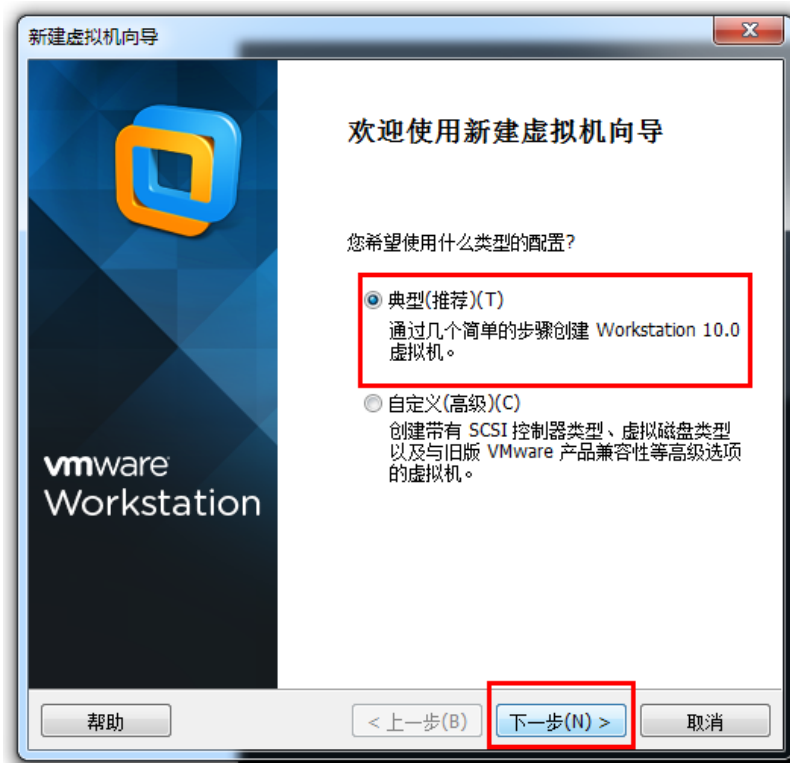 新建虚拟机向导
欢迎使用新建虚拟机向导
您希望使用什么类型的配置?
典型(推荐)(T)
通过几个简单的步骤创建 Workstation 10.0
虚拟机。
自定义(高级)(C)
创建带有 SCSI 控制器类型、虚拟磁盘类型
以及与旧版 VMware 产品兼容性等高级选项
的虚拟机。
vmware
Workstation
帮助
< 上一步(B)
下一步(N) >
取消